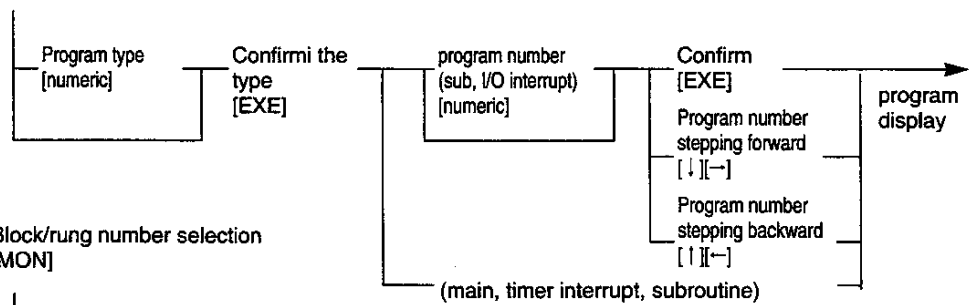 Program type
[numeric]
Confirmi the
type
[EXE]
program number
(sub, I/O interrupt)
[numeric]
Confirm
[EXE]
Program number
stepping forward
[↓][→]
Program number
stepping backward
[↑][←]
program
display
Block/rung number selection
MON]
(main, timer interrupt, subroutine)